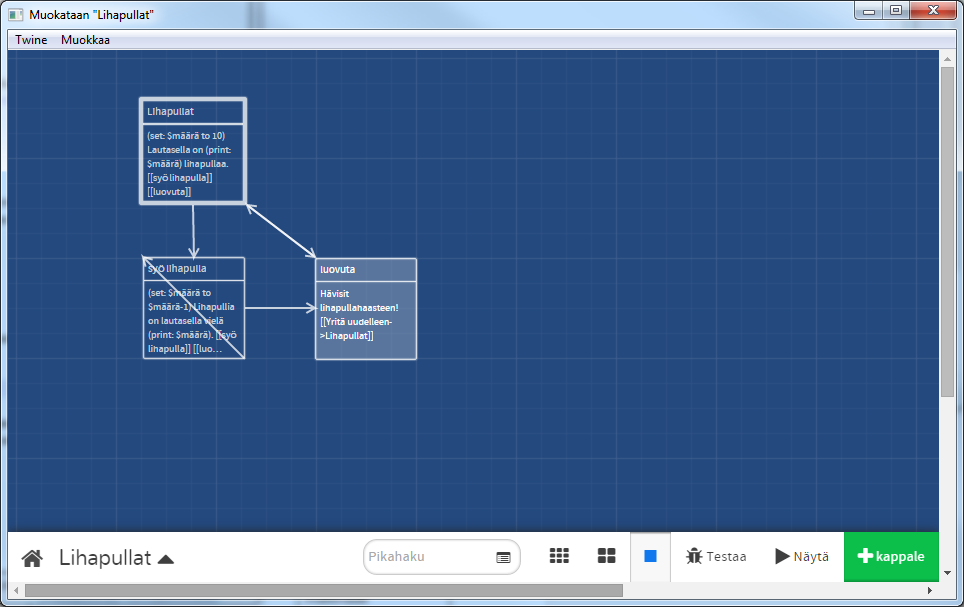 Muokataan "Lihapullat"
Twine Muokkaa
Lihapullat
(set: $määrä to 10)
Lautasella on (print:
$määrä) lihapullaa.
[[syö lihapulla]]
[[luovuta]]
syö lihapulla
(set: $määrä to
$määrä-1) Lihapullia
on lautasella vielä
(print: $määrä). [[syö
lihapulla]] [[luo...
luovuta
Hävisit
lihapullahaasteen!
[[Yritä uudelleen-
>Lihapullat]]
Lihapullat
Pikahaku
Testaa
Näytä
kappale